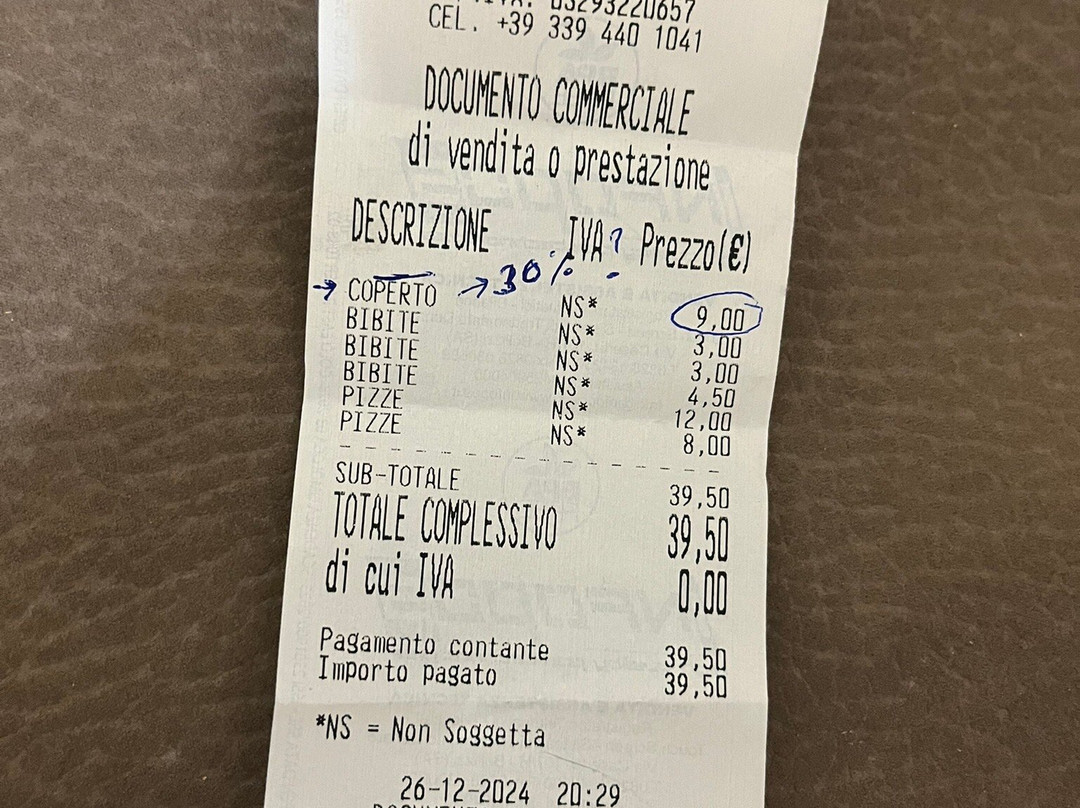 CEL. +39 339 440 1041
DOCUMENTO COMMERCIALE
di vendita o prestazione
DESCRIZIONE IVA? Prezzo(€)
→ COPERTO → 30% NS* 9,00
BIBITE NS* 3,00
BIBITE NS* 3,00
BIBITE NS* 4,50
PIZZE NS* 12,00
PIZZE NS* 8,00
SUB-TOTALE 39,50
TOTALE COMPLESSIVO 39,50
di cui IVA 0,00
Pagamento contante 39,50
Importo pagato 39,50
*NS = Non Soggetta
26-12-2024 20:29